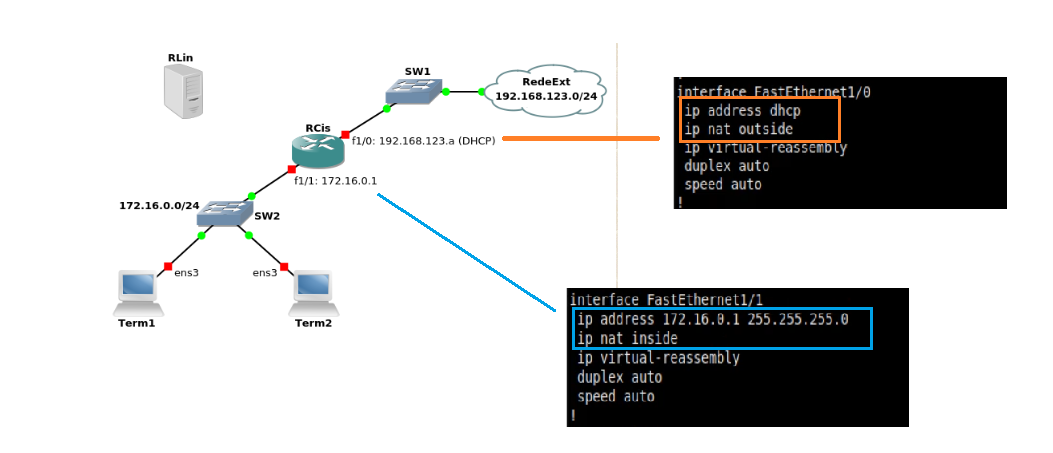 RLin
SW1
RedeExt
192.168.123.0/24
RCis
f1/0: 192.168.123.a (DHCP)
f1/1: 172.16.0.1
172.16.0.0/24
SW2
ens3
ens3
Term1
Term2
!
interface FastEthernet1/0
ip address dhcp
ip nat outside
ip virtual-reassembly
duplex auto
speed auto
!
interface FastEthernet1/1
ip address 172.16.0.1 255.255.255.0
ip nat inside
ip virtual-reassembly
duplex auto
speed auto
!